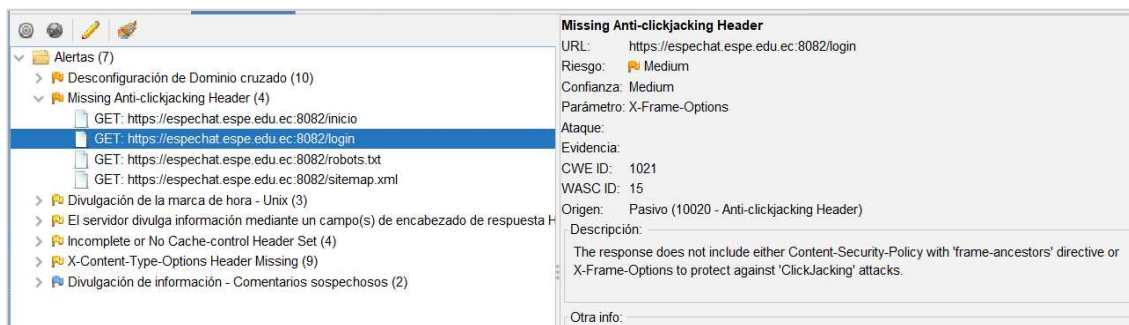 Alertas (7)
Desconfiguración de Dominio cruzado (10)
Missing Anti-clickjacking Header (4)
GET: https://espechat.espe.edu.ec:8082/inicio
GET: https://espechat.espe.edu.ec:8082/login
GET: https://espechat.espe.edu.ec:8082/robots.txt
GET: https://espechat.espe.edu.ec:8082/sitemap.xml
Divulgación de la marca de hora - Unix (3)
El servidor divulga información mediante un campo(s) de encabezado de respuesta H
Incomplete or No Cache-control Header Set (4)
X-Content-Type-Options Header Missing (9)
Divulgación de información - Comentarios sospechosos (2)
Missing Anti-clickjacking Header
URL: https://espechat.espe.edu.ec:8082/login
Riesgo: Medium
Confianza: Medium
Parámetro: X-Frame-Options
Ataque:
Evidencia:
CWE ID: 1021
WASC ID: 15
Origen: Pasivo (10020 - Anti-clickjacking Header)
Descripción:
The response does not include either Content-Security-Policy with 'frame-ancestors' directive or
X-Frame-Options to protect against 'ClickJacking' attacks.
Otra info: